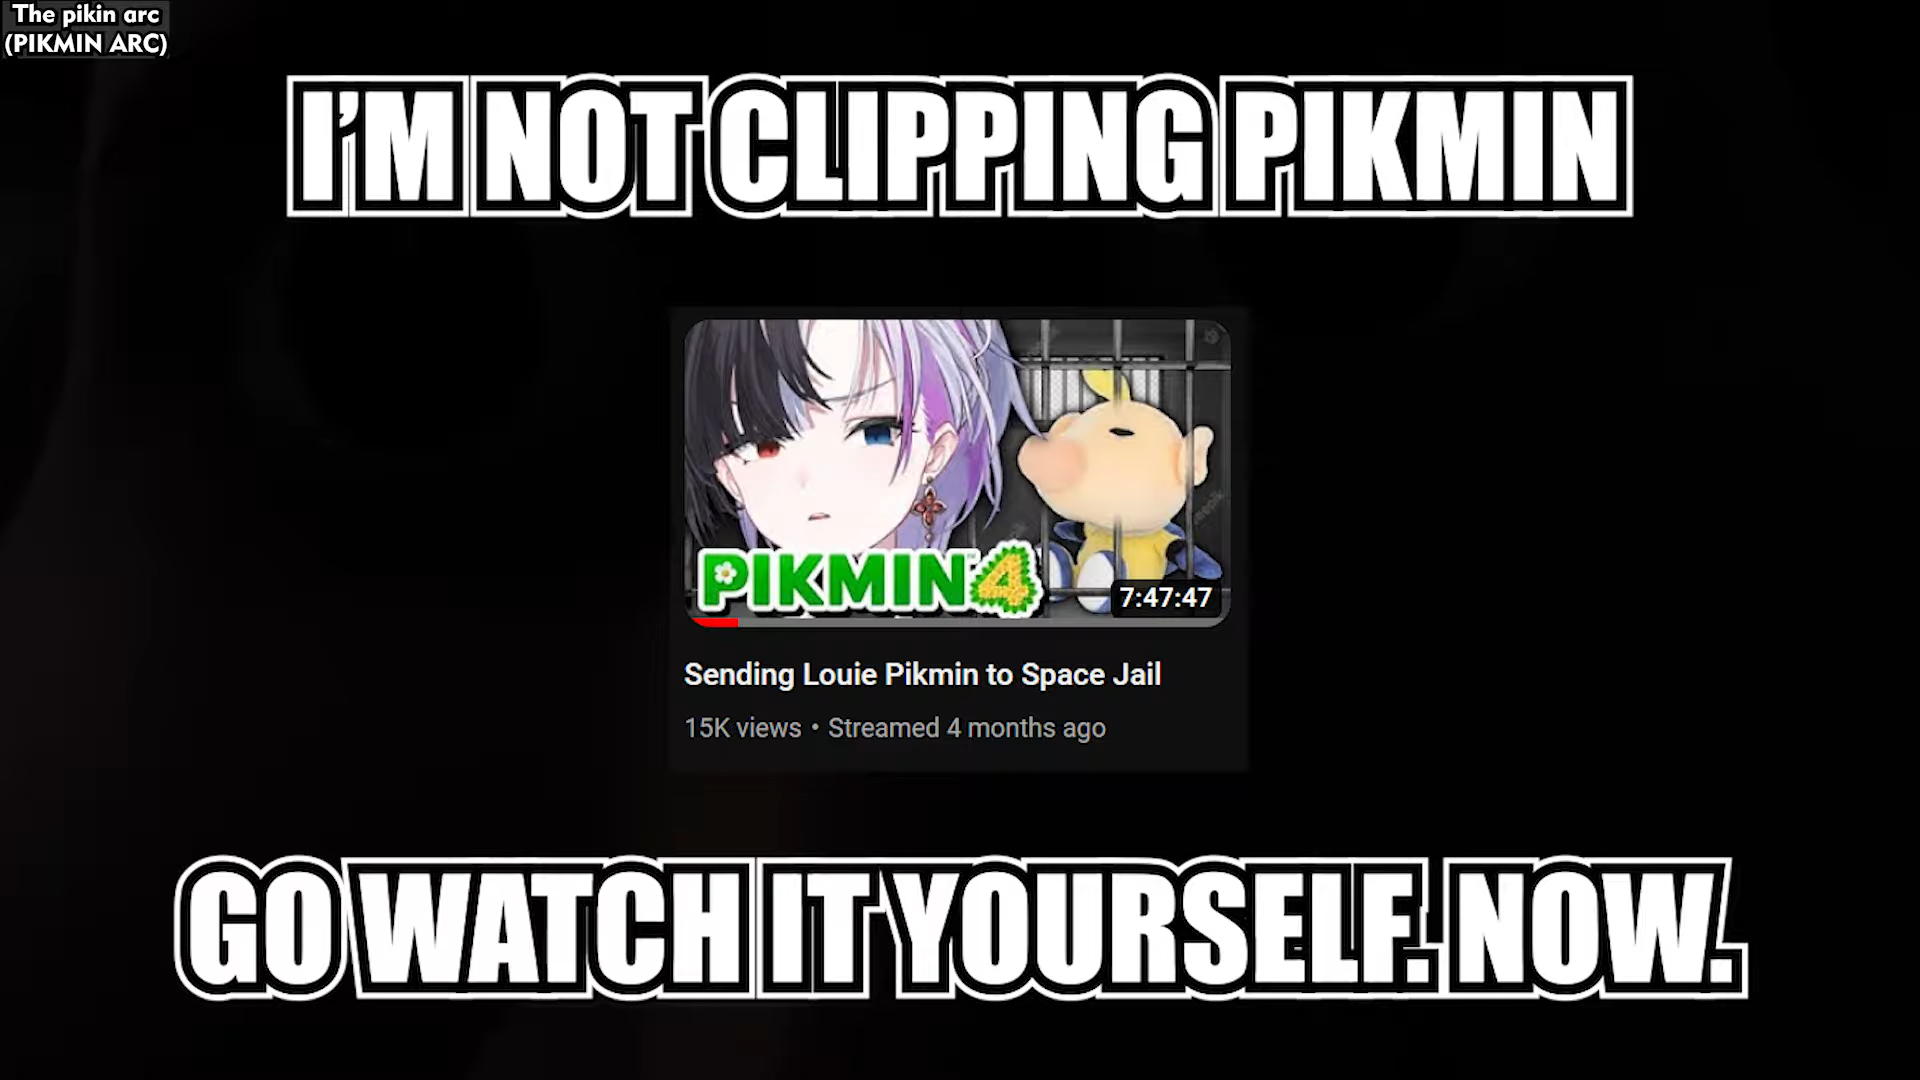 The pikin arc
(PIKMIN ARC)
I'M NOT CLIPPING PIKMIN
PIKMIN 4
7:47:47
Sending Louie Pikmin to Space Jail
15K views • Streamed 4 months ago
GO WATCH IT YOURSELF. NOW.